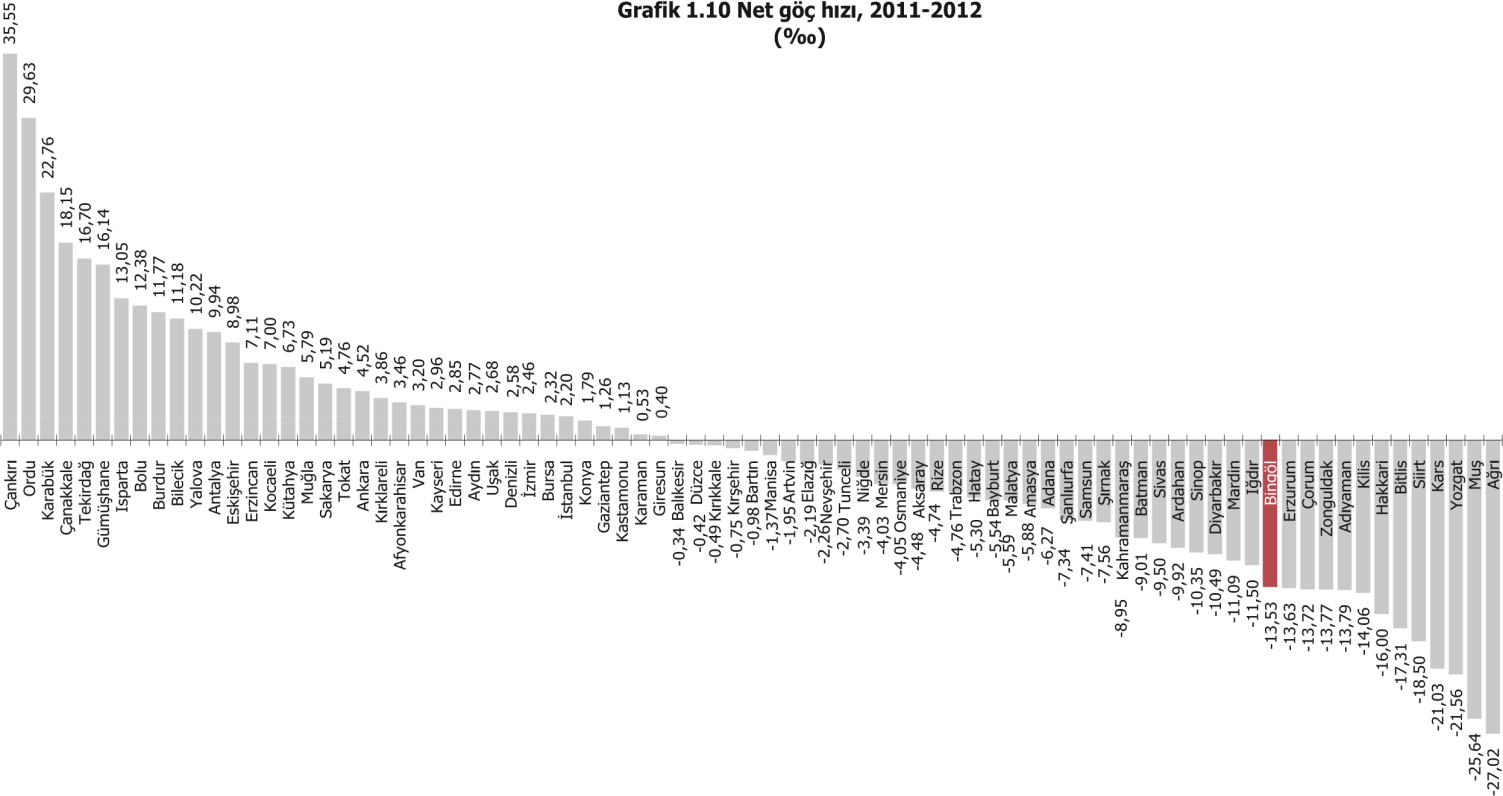 Grafik 1.10 Net göç hızı, 2011-2012
(‰)
35,55
29,63
22,76
18,15
16,70
16,14
13,05
12,38
11,77
11,18
10,22
9,94
8,98
7,11
7,00
6,73
5,79
5,19
4,76
4,52
3,86
3,46
3,20
2,96
2,85
2,77
2,68
2,58
2,46
2,32
2,20
1,79
1,26
1,13
0,53
0,40
Çankırı
Ordu
Karabük
Çanakkale
Tekirdağ
Gümüşhane
Isparta
Bolu
Burdur
Bilecik
Yalova
Antalya
Eskişehir
Erzincan
Kocaeli
Kütahya
Muğla
Sakarya
Tokat
Ankara
Kırklareli
Afyonkarahisar
Van
Kayseri
Edirne
Aydın
Uşak
Denizli
İzmir
Bursa
İstanbul
Konya
Gaziantep
Kastamonu
Karaman
Giresun
-0,34 Balıkesir
-0,42 Düzce
-0,49 Kırıkkale
-0,75 Kırşehir
-0,98 Bartın
-1,37 Manisa
-1,95 Artvin
-2,19 Elazığ
-2,26 Nevşehir
-2,70 Tunceli
-3,39 Niğde
-4,03 Mersin
-4,05 Osmaniye
-4,48 Aksaray
-4,74 Rize
-4,76 Trabzon
-5,30 Hatay
-5,54 Bayburt
-5,59 Malatya
-5,88 Amasya
-6,27 Adana
-7,34 Şanlıurfa
-7,41 Samsun
-7,56 Şırnak
-8,95 Kahramanmaraş
-9,01 Batman
-9,50 Sivas
-9,92 Ardahan
-10,35 Sinop
-10,49 Diyarbakır
-11,09 Mardin
-11,50 Iğdır
-13,53 Bingöl
-13,63 Erzurum
-13,72 Çorum
-13,77 Zonguldak
-13,79 Adıyaman
-14,06 Kilis
-16,00 Hakkari
-17,31 Bitlis
-18,50 Siirt
-21,03 Kars
-21,56 Yozgat
-25,64 Muş
-27,02 Ağrı